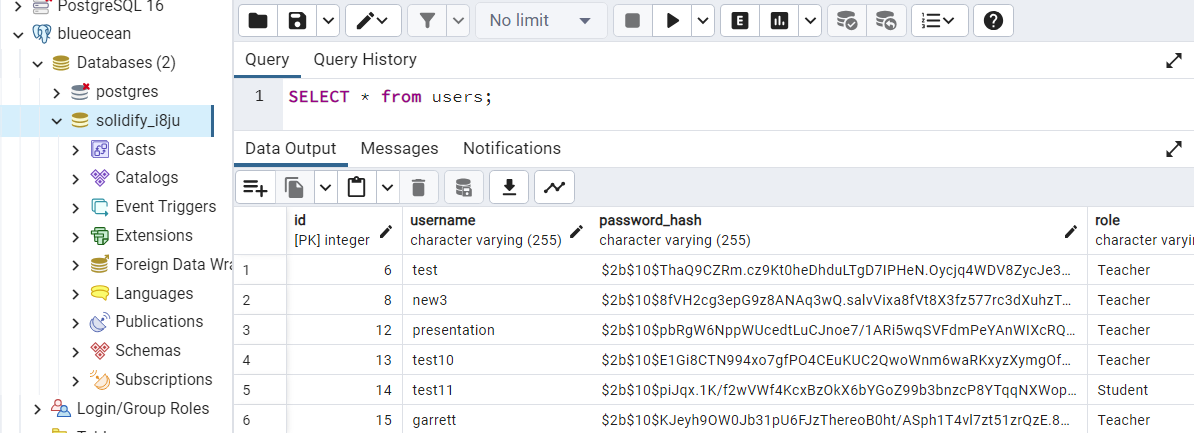 PostgreSQL 16
blueocean
Databases (2)
postgres
solidify_i8ju
Casts
Catalogs
Event Triggers
Extensions
Foreign Data Wra
Languages
Publications
Schemas
Subscriptions
Login/Group Roles
No limit
E
Query Query History
1 SELECT * from users;
Data Output Messages Notifications
id username password_hash role
[PK] integer character varying (255) character varying (255) character varyin
1 6 test $2b$10$ThaQ9CZRm.cz9Kt0heDhduLTgD7IPHeN.Oycjq4WDV8ZycJe3... Teacher
2 8 new3 $2b$10$8fVH2cg3epG9z8ANAq3wQ.salvVixa8fVt8X3fz577rc3dXuhzT... Teacher
3 12 presentation $2b$10$pbRgW6NppWUcedtLuCJnoe7/1ARi5wqSVFdmPeYAnWIXcRQ... Teacher
4 13 test10 $2b$10$E1Gi8CTN994xo7gfPO4CEuKUC2QwoWnm6waRKxyzXymgOf... Teacher
5 14 test11 $2b$10$piJqx.1K/f2wVWf4KcxBzOkX6bYGoZ99b3bnzcP8YTqqNXWop... Student
6 15 garrett $2b$10$KJeyh9OW0Jb31pU6FJzThereoB0ht/ASph1T4vl7zt51zrQzE.8... Teacher